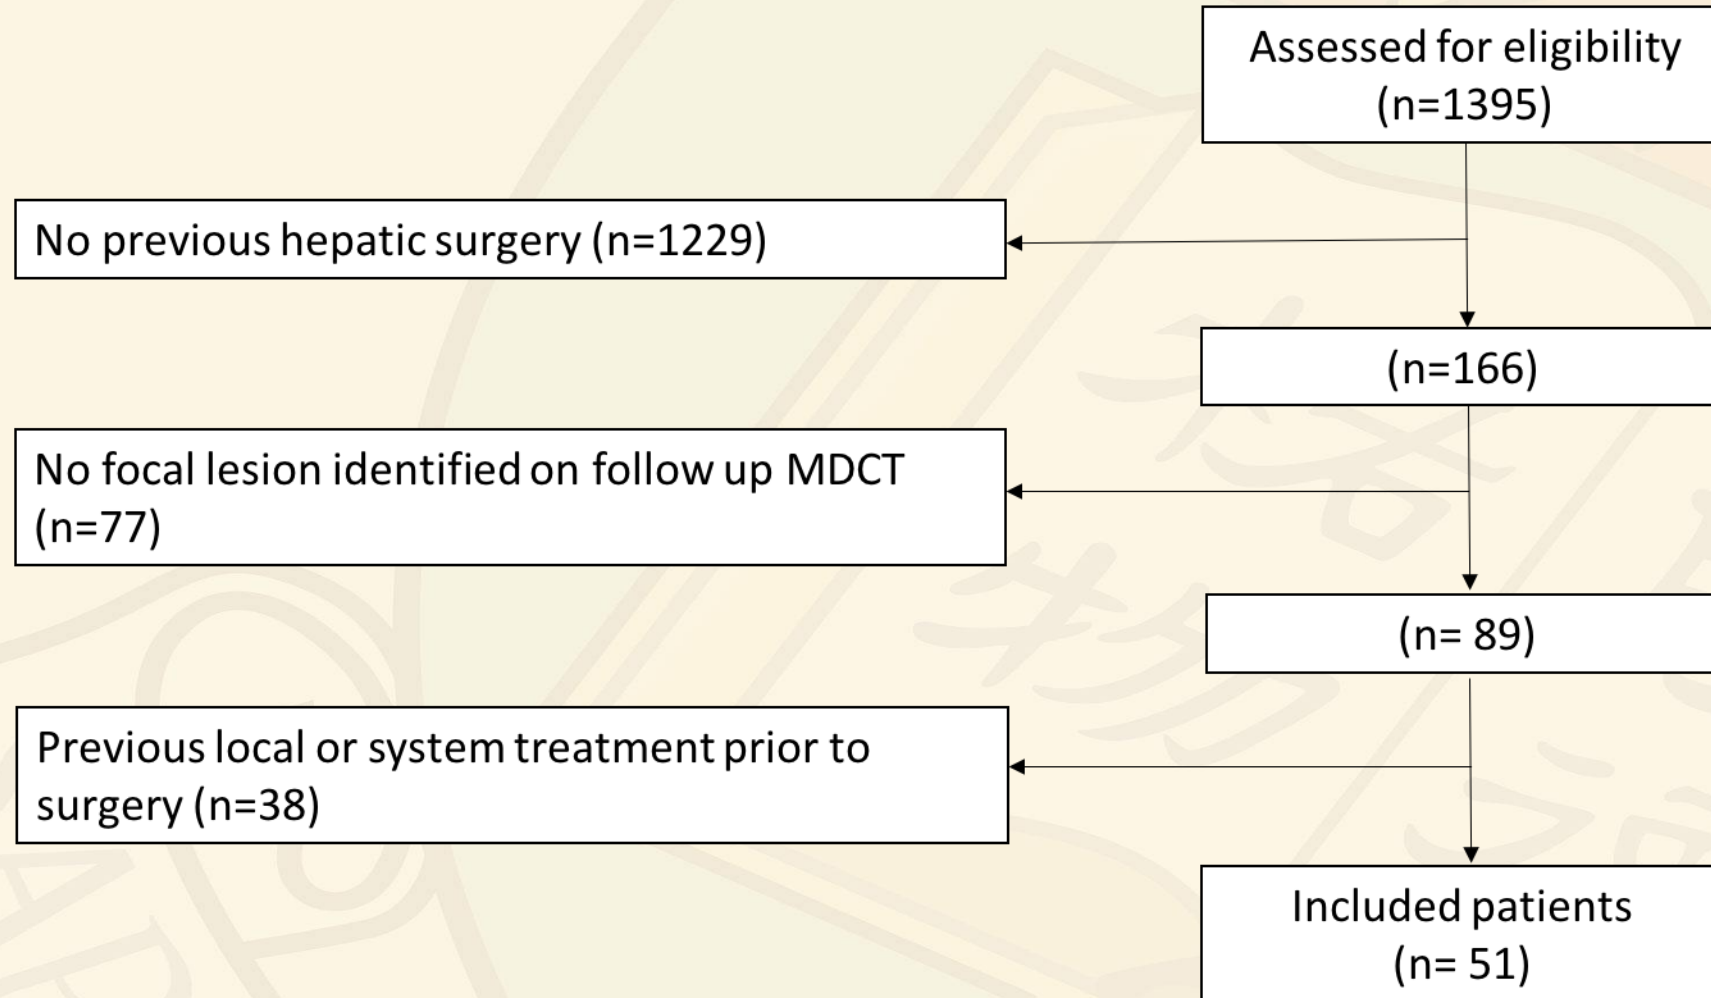 Assessed for eligibility
(n=1395)
No previous hepatic surgery (n=1229)
(n=166)
No focal lesion identified on follow up MDCT
(n=77)
(n= 89)
Previous local or system treatment prior to
surgery (n=38)
Included patients
(n= 51)